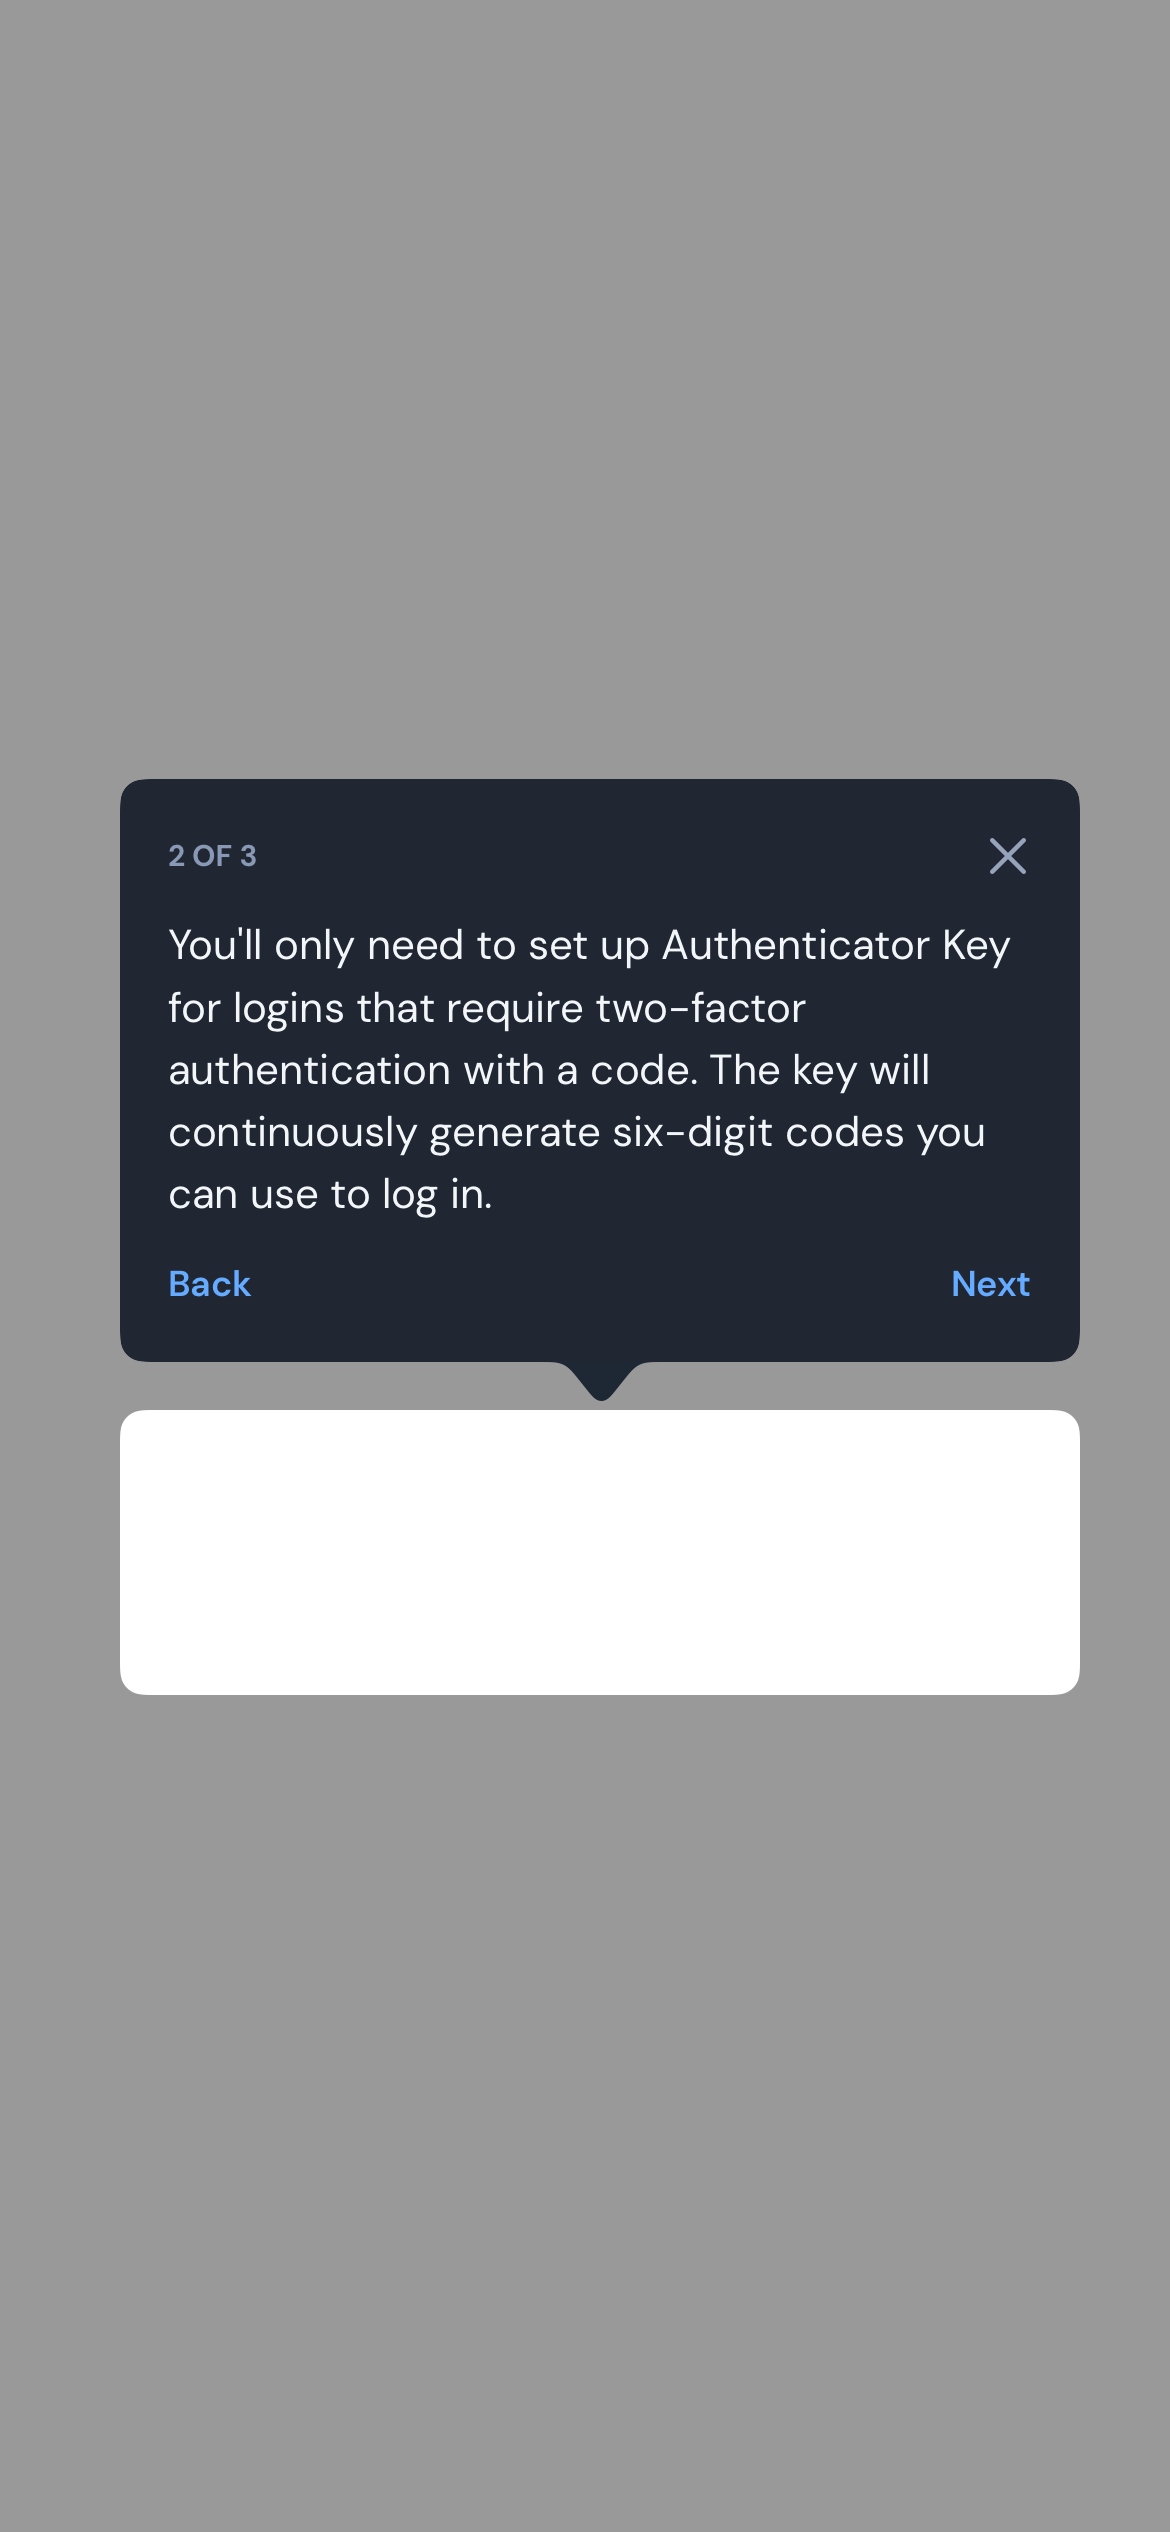 2 OF 3
You'll only need to set up Authenticator Key
for logins that require two-factor
authentication with a code. The key will
continuously generate six-digit codes you
can use to log in.
Back
Next